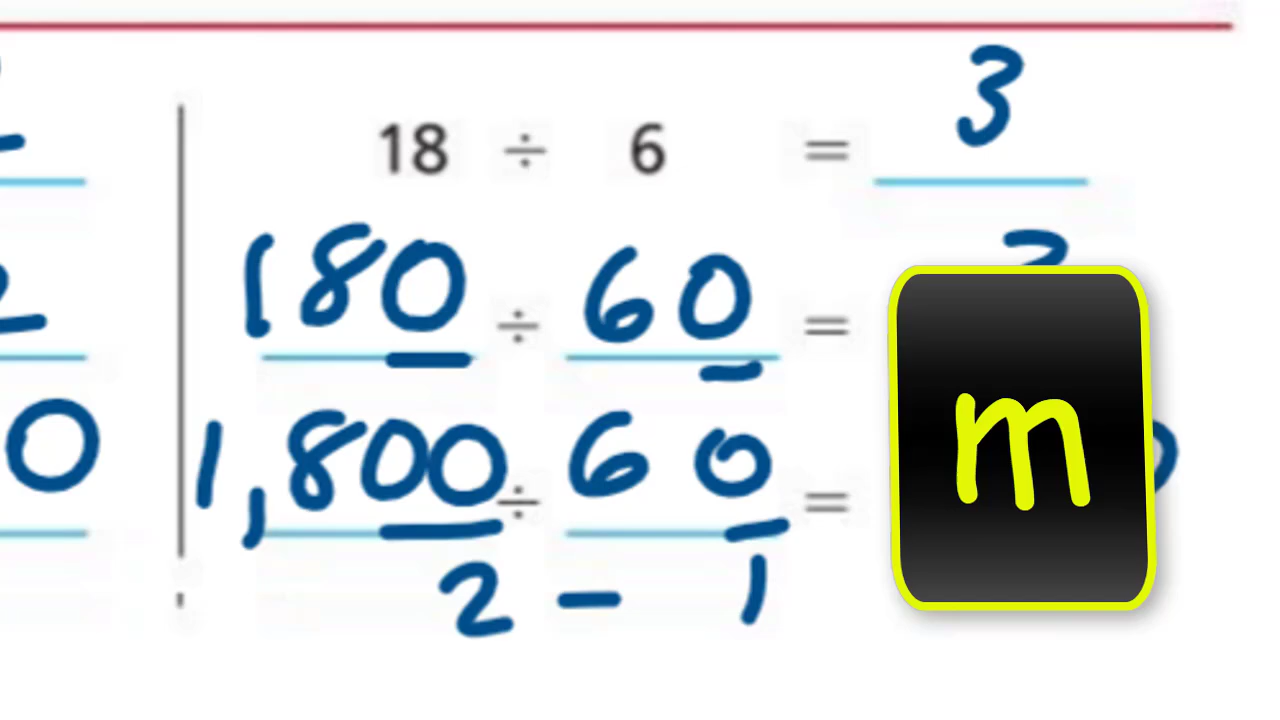 18 ÷ 6 = 3
180 ÷ 60 =
1,800 ÷ 60 =
2 - 1
m